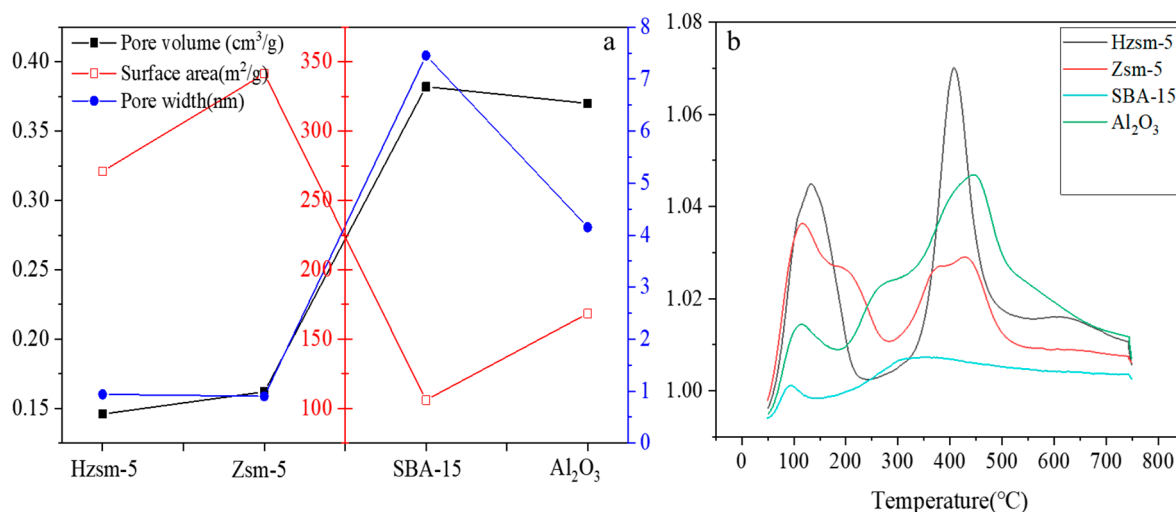 a
Pore volume (cm³/g)
Surface area(m²/g)
Pore width(nm)
0.40
0.35
0.30
0.25
0.20
0.15
350
300
250
200
150
100
8
7
6
5
4
3
2
1
0
Hzsm-5
Zsm-5
SBA-15
Al₂O₃
b
Hzsm-5
Zsm-5
SBA-15
Al₂O₃
1.08
1.06
1.04
1.02
1.00
0
100
200
300
400
500
600
700
800
Temperature(℃)